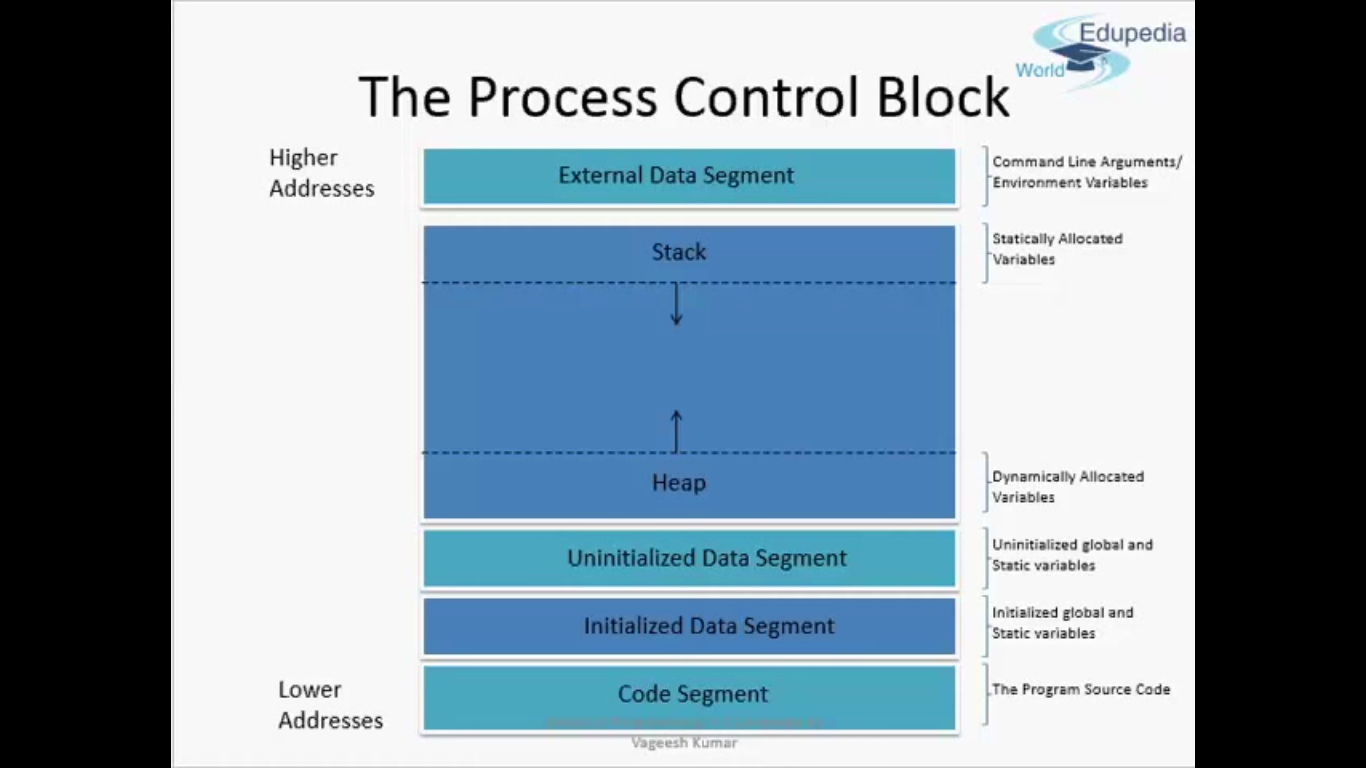 Edupedia
World
The Process Control Block
Higher
Addresses
External Data Segment
Command Line Arguments/
Environment Variables
Stack
Statically Allocated
Variables
Heap
Dynamically Allocated
Variables
Uninitialized Data Segment
Uninitialized global and
Static variables
Initialized Data Segment
Initialized global and
Static variables
Lower
Addresses
Code Segment
The Program Source Code
Vageesh Kumar